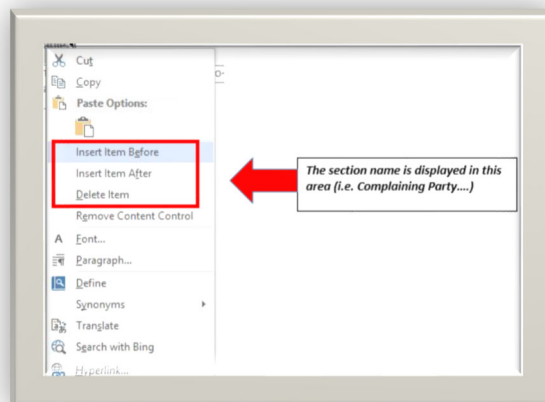 Cut
Copy
Paste Options:
Insert Item Before
Insert Item After
Delete Item
Remove Content Control
A Font...
Paragraph...
Define
Synonyms
Translate
Search with Bing
Hyperlink...
The section name is displayed in this
area (i.e. Complaining Party....)